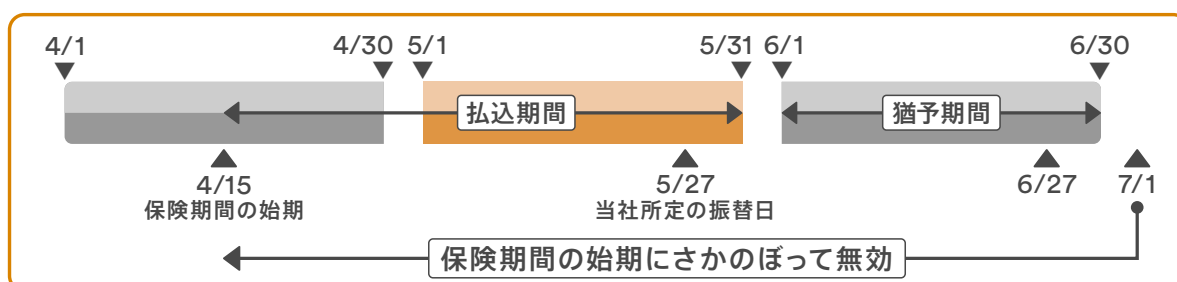 4/1 4/30 5/1 5/31 6/1 6/30
払込期間 猶予期間
4/15 5/27 6/27 7/1
保険期間の始期 当社所定の振替日
保険期間の始期にさかのぼって無効